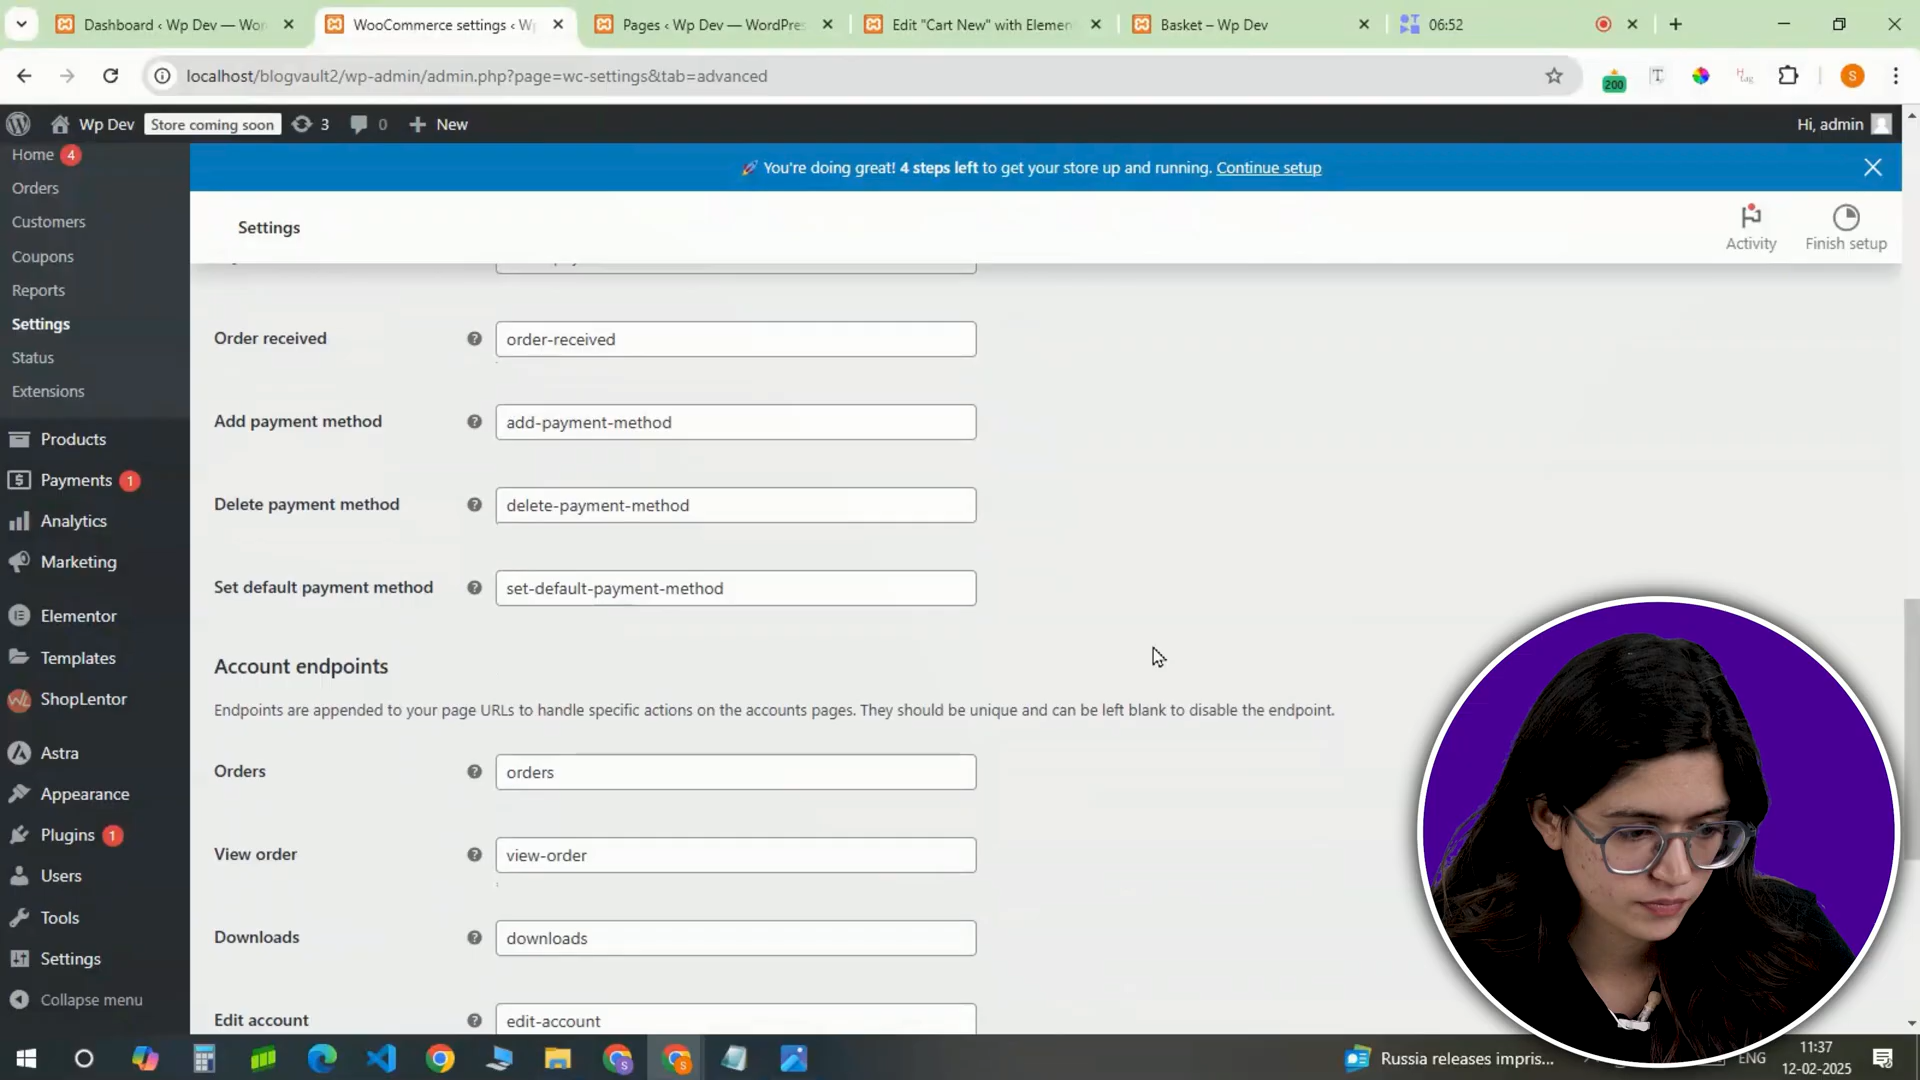 Dashboard ‹ Wp Dev — Wor
WooCommerce settings ‹ Wp
Pages ‹ Wp Dev — WordPres
Edit "Cart New" with Elemen
Basket – Wp Dev
06:52
localhost/blogvault2/wp-admin/admin.php?page=wc-settings&tab=advanced
200
S
Wp Dev
Store coming soon
3
0
New
Hi, admin
Home 4
Orders
Customers
Coupons
Reports
Settings
Status
Extensions
Products
Payments 1
Analytics
Marketing
Elementor
Templates
ShopLentor
Astra
Appearance
Plugins 1
Users
Tools
Settings
Collapse menu
You're doing great! 4 steps left to get your store up and running. Continue setup
Settings
Activity
Finish setup
Order received
order-received
Add payment method
add-payment-method
Delete payment method
delete-payment-method
Set default payment method
set-default-payment-method
Account endpoints
Endpoints are appended to your page URLs to handle specific actions on the accounts pages. They should be unique and can be left blank to disable the endpoint.
Orders
orders
View order
view-order
Downloads
downloads
Edit account
edit-account
Russia releases impris...
ENG
11:37
12-02-2025